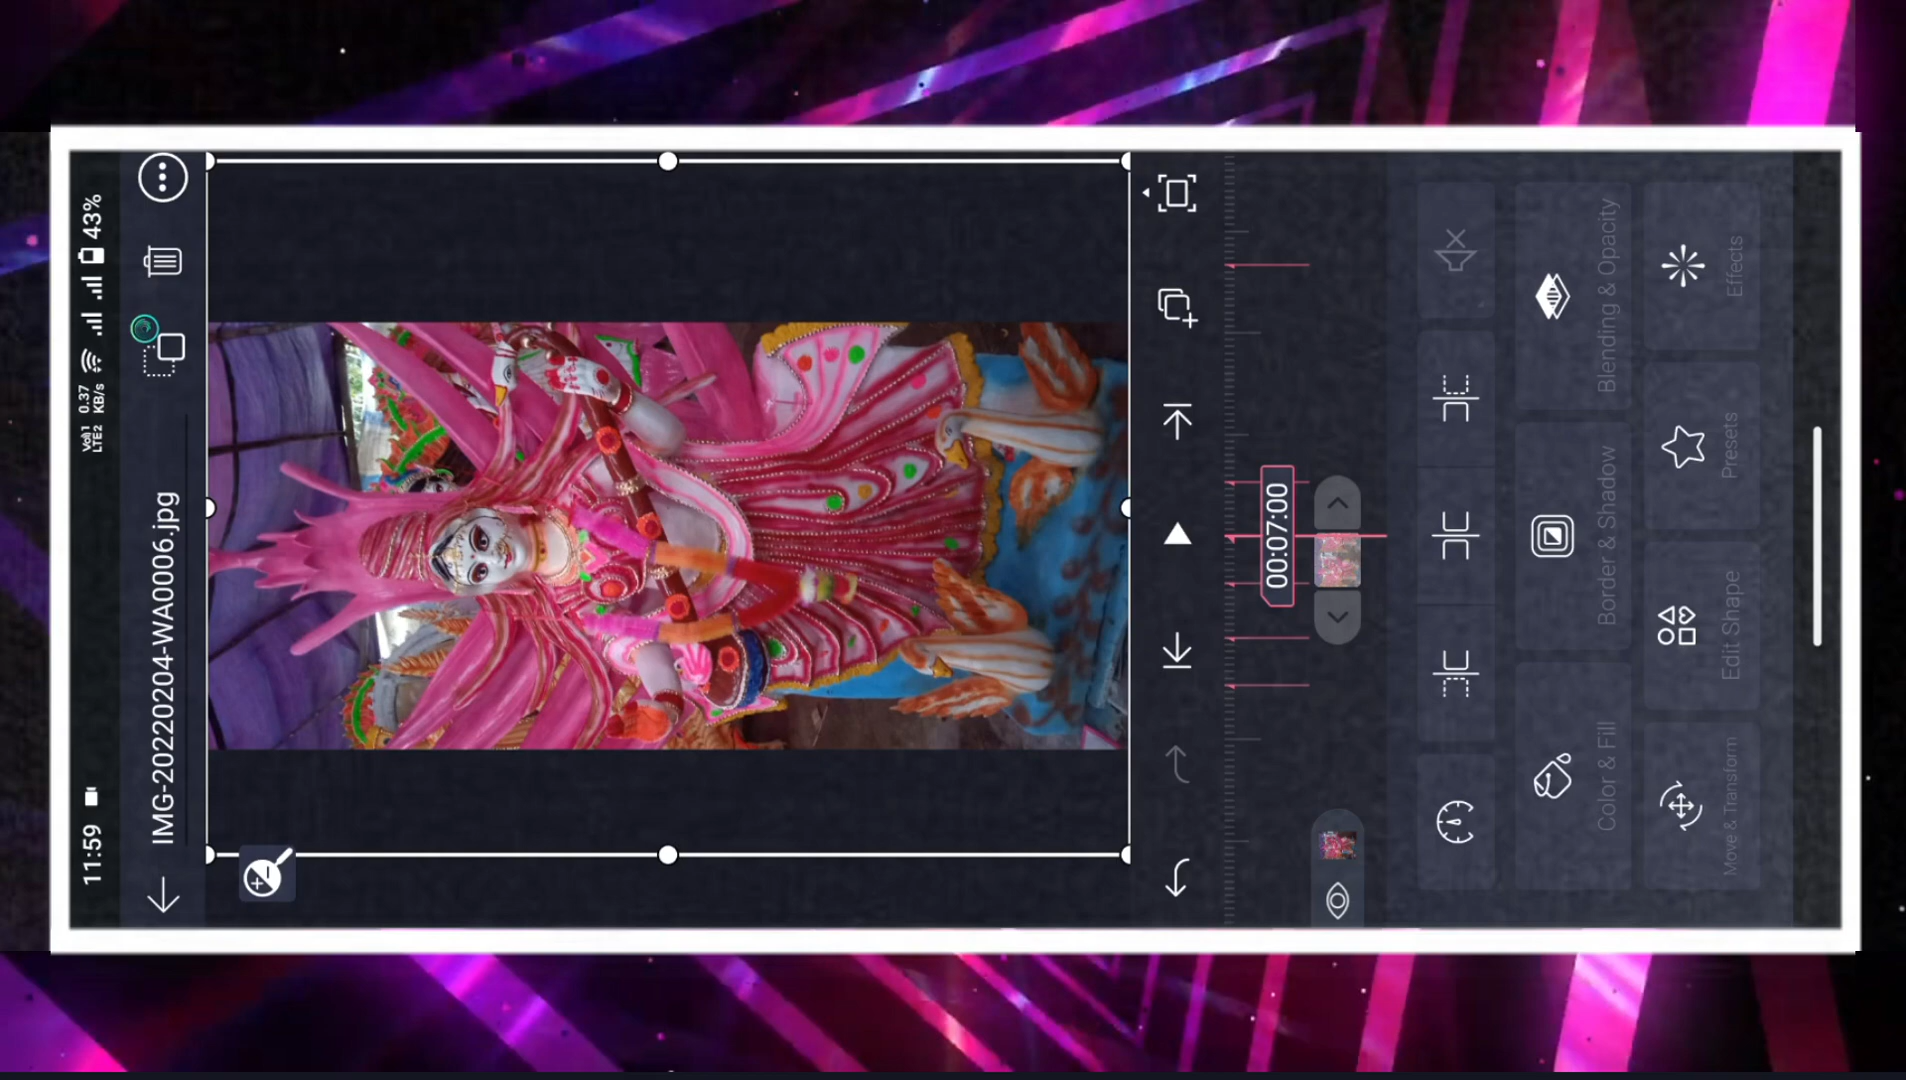 11:59
VoWiFi LTE2 0.37 KB/s 43%
IMG-20220204-WA0006.jpg
00:07:00
Color & Fill
Border & Shadow
Blending & Opacity
Move & Transform
Edit Shape
Presets
Effects